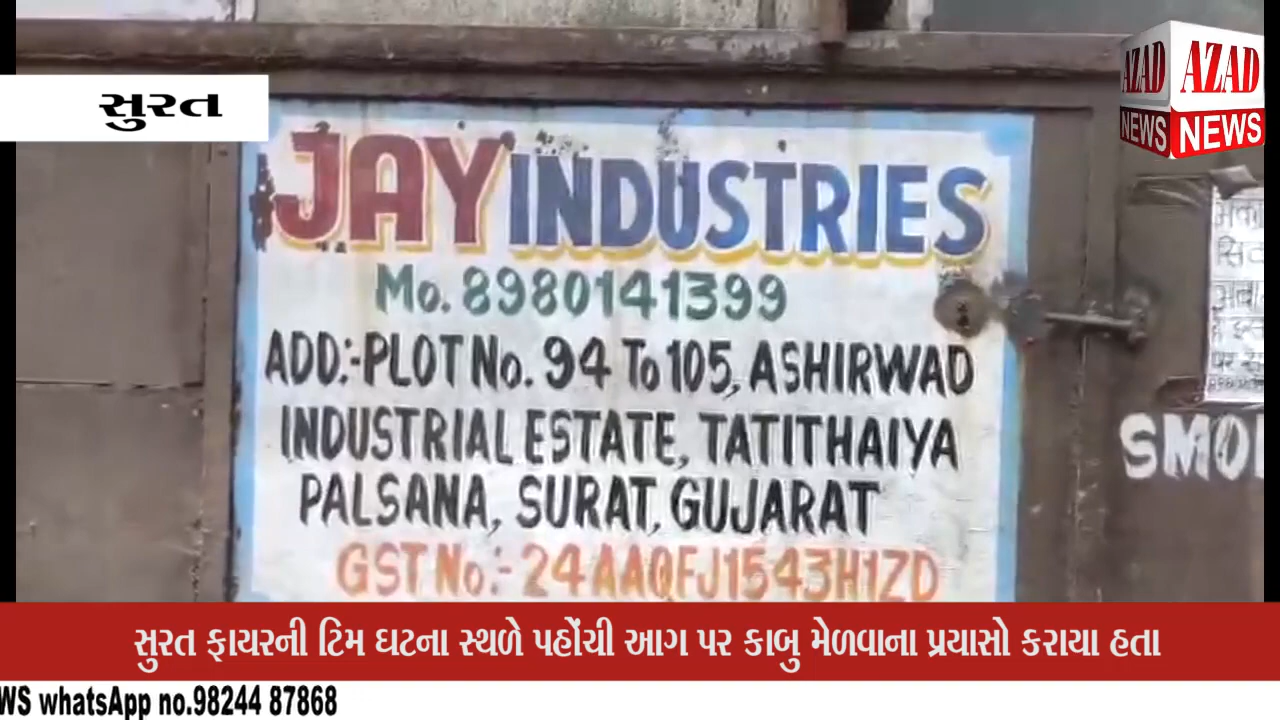 સુરત
AZAD AZAD
NEWS NEWS
JAY INDUSTRIES
Mo. 8980141399
ADD:-PLOT No. 94 To 105, ASHIRWAD
INDUSTRIAL ESTATE, TATITHAIYA
PALSANA, SURAT, GUJARAT
GST No:- 24AAQFJ1543H1ZD
SMO
સુરત ફાયરની ટિમ ઘટના સ્થળે પહોંચી આગ પર કાબુ મેળવાના પ્રયાસો કરાયા હતા
WS whatsApp no.98244 87868